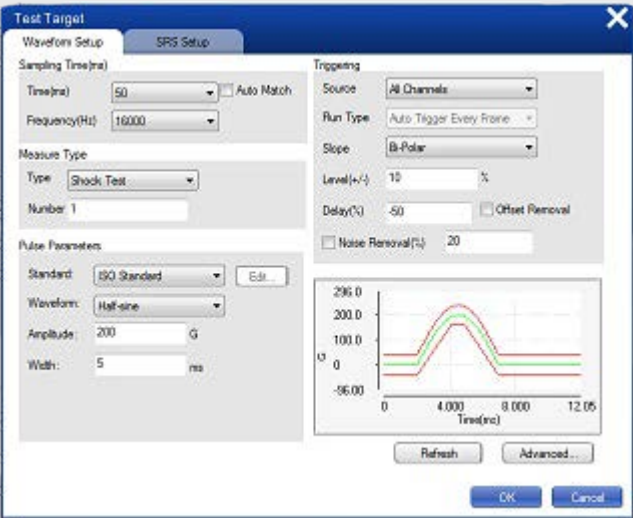 Test Target
Waveform Setup
SRS Setup
Sampling Time(ms)
Time(ms) 50 Auto Match
Frequency(Hz) 16000
Measure Type
Type Shock Test
Number 1
Pulse Parameters
Standard: ISO Standard Edit...
Waveform: Half-sine
Amplitude: 200 G
Width: 5 ms
Triggering
Source All Channels
Run Type Auto Trigger Every Frame
Slope Bi-Polar
Level(+/-) 10 %
Delay(%) -50 Offset Removal
Noise Removal(%) 20
296.0
200.0
100.0
G
0
-96.00
0 4.000 8.000 12.05
Time(ms)
Refresh Advanced...
OK Cancel